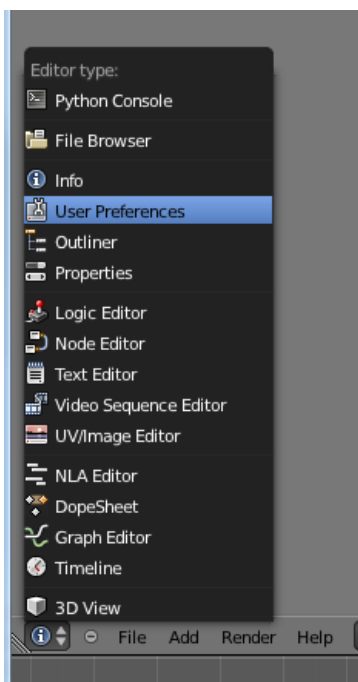 Editor type:
Python Console
File Browser
Info
User Preferences
Outliner
Properties
Logic Editor
Node Editor
Text Editor
Video Sequence Editor
UV/Image Editor
NLA Editor
DopeSheet
Graph Editor
Timeline
3D View
File Add Render Help